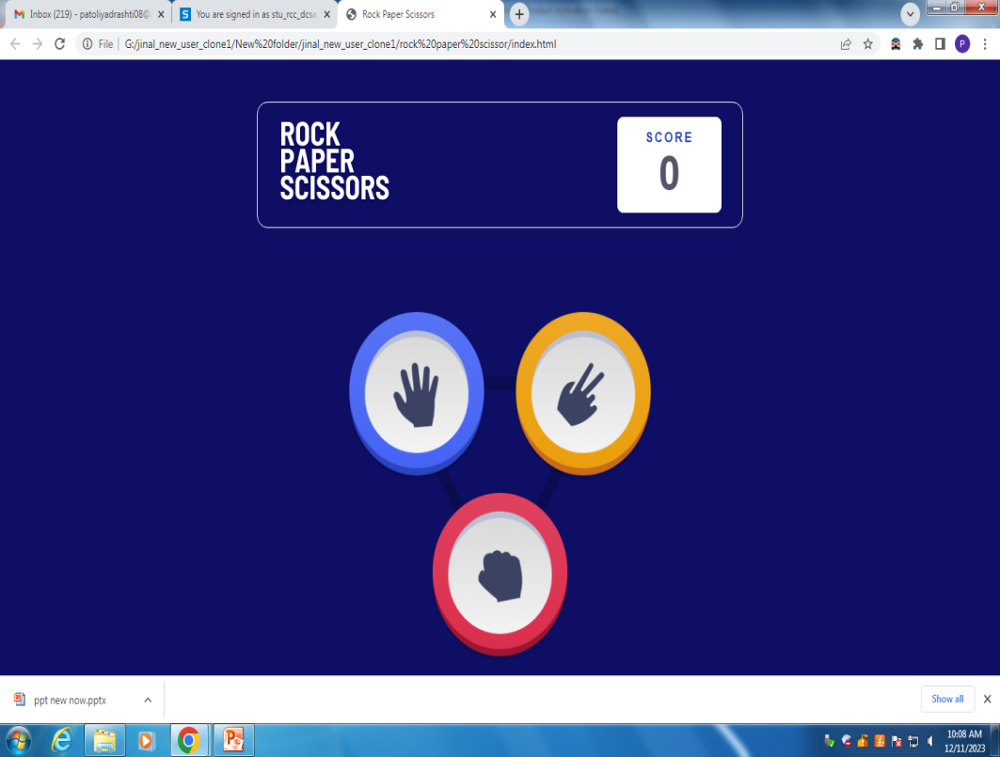 Inbox (219) - patoliyadrashti08@
You are signed in as stu_rcc_dcsa
Rock Paper Scissors
File
G:/jinal_new_user_clone1/New%20folder/jinal_new_user_clone1/rock%20paper%20scissor/index.html
P
ROCK
PAPER
SCISSORS
SCORE
0
ppt new now.pptx
Show all
10:08 AM
12/11/2023